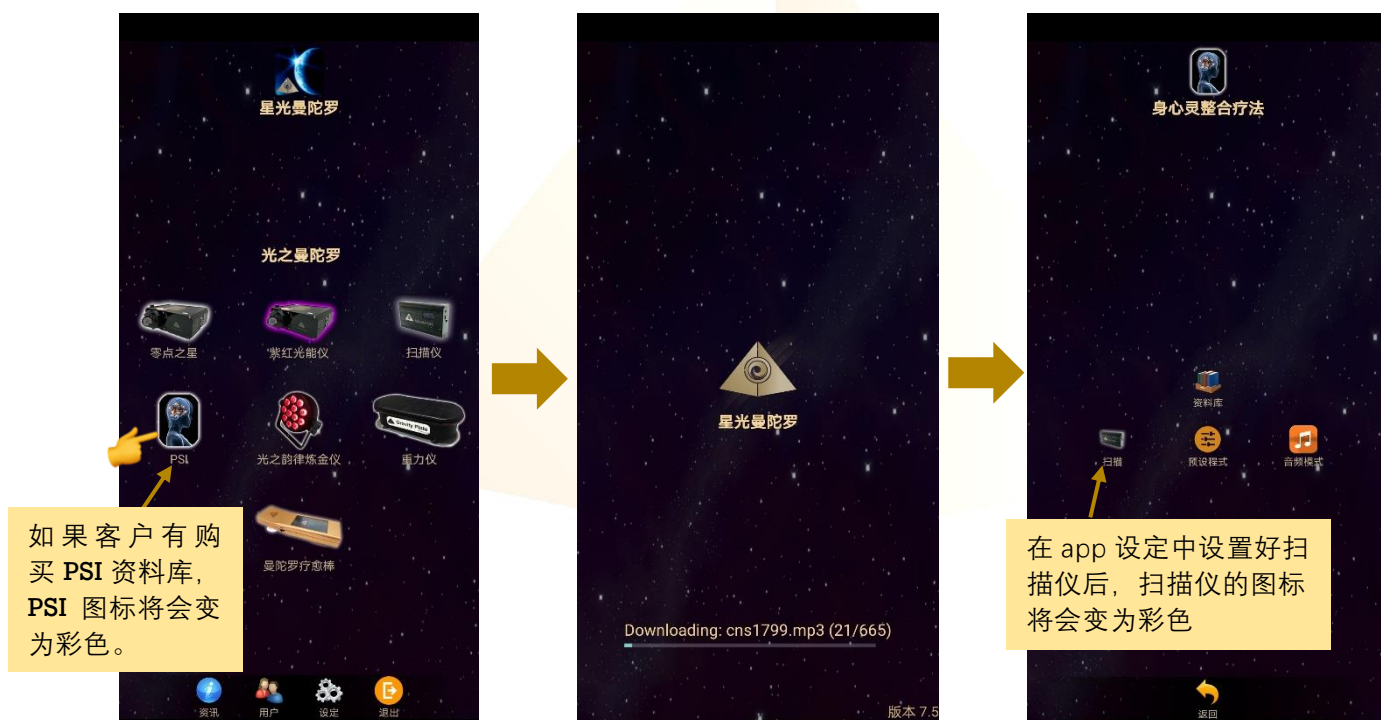 星光曼陀罗
光之曼陀罗
零点之星
紫红光能仪
扫描仪
PSI
光之韵律炼金仪
重力仪
Gravity Plate
曼陀罗疗愈棒
如果客户有购
买 PSI 资料库,
PSI 图标将会变
为彩色。
资讯
用户
设定
退出
星光曼陀罗
Downloading: cns1799.mp3 (21/665)
版本 7.5
身心灵整合疗法
资料库
扫描
预设程式
音频模式
在 app 设定中设置好扫
描仪后，扫描仪的图标
将会变为彩色
返回